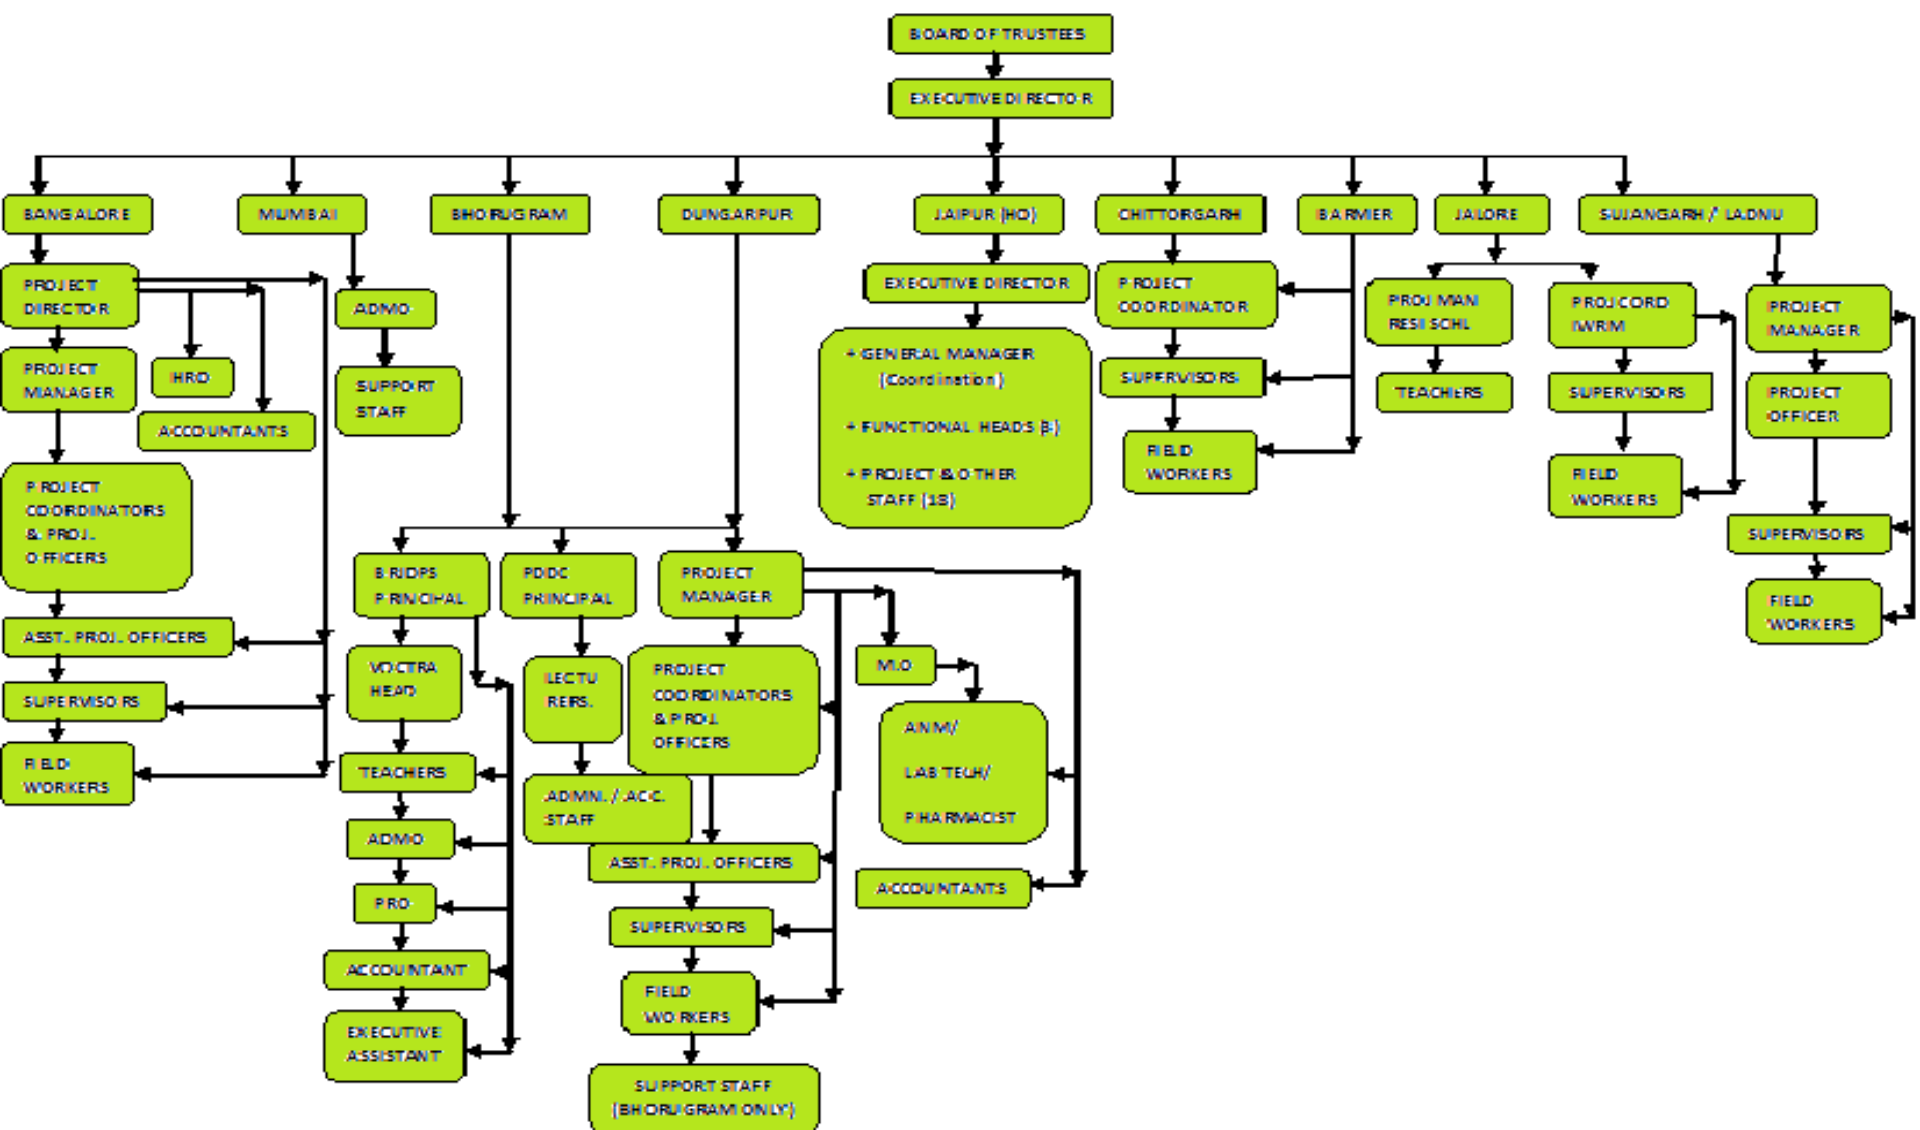 BOARD OF TRUSTEES
EXECUTIVE DIRECTOR
BANGALORE
MUMBAI
BHORUGRAM
DUNGARPUR
JAIPUR (HO)
CHITTORGARH
BARMER
JALORE
SUJANGARH / LADNU
PROJECT
DIRECTOR
HRO
ACCOUNTANTS
PROJECT
MANAGER
PROJECT
COORDINATORS
& PROJ.
OFFICERS
ASST. PROJ. OFFICERS
SUPERVISORS
FIELD
WORKERS
ADMO
SUPPORT
STAFF
BRIDPS
PRINCIPAL
VOCTRA
HEAD
TEACHERS
ADMO
PRO
ACCOUNTANT
EXECUTIVE
ASSISTANT
PDDC
PRINCIPAL
LECTU
RERS.
ADMN. / ACC.
STAFF
PROJECT
MANAGER
PROJECT
COORDINATORS
& PROJ.
OFFICERS
ASST. PROJ. OFFICERS
SUPERVISORS
FIELD
WORKERS
SUPPORT STAFF
(BHORUGRAM ONLY)
M.O
ANM/
LAB TECH/
PHARMACIST
ACCOUNTANTS
EXECUTIVE DIRECTOR
+ GENERAL MANAGER
(Coordination)
+ FUNCTIONAL HEADS
+ PROJECT & OTHER
STAFF
PROJECT
COORDINATOR
SUPERVISORS
FIELD
WORKERS
PROJ MAN
RESI SCHL
TEACHERS
PROJ CORD
IWRM
SUPERVISORS
FIELD
WORKERS
PROJECT
MANAGER
PROJECT
OFFICER
SUPERVISORS
FIELD
WORKERS